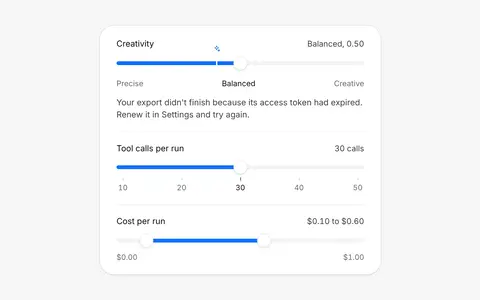 Creativity
Balanced, 0.50
Precise
Balanced
Creative
Your export didn't finish because its access token had expired.
Renew it in Settings and try again.
Tool calls per run
30 calls
10
20
30
40
50
Cost per run
$0.10 to $0.60
$0.00
$1.00